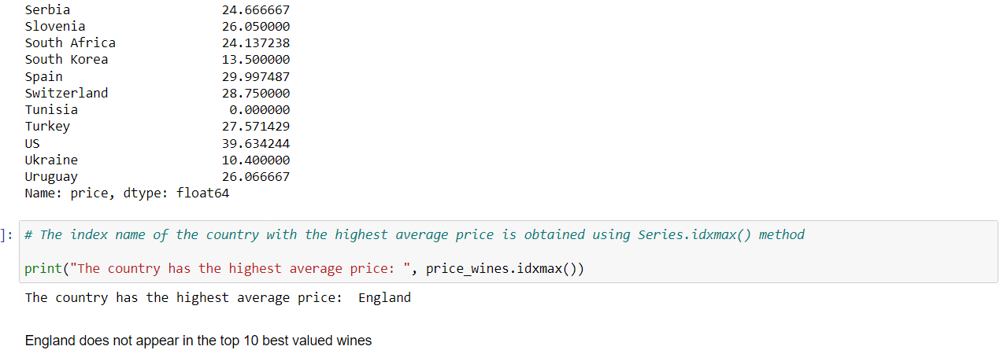 Serbia 24.666667
Slovenia 26.050000
South Africa 24.137238
South Korea 13.500000
Spain 29.997487
Switzerland 28.750000
Tunisia 0.000000
Turkey 27.571429
US 39.634244
Ukraine 10.400000
Uruguay 26.066667
Name: price, dtype: float64
]: # The index name of the country with the highest average price is obtained using Series.idxmax() method
print("The country has the highest average price: ", price_wines.idxmax())
The country has the highest average price:  England
England does not appear in the top 10 best valued wines